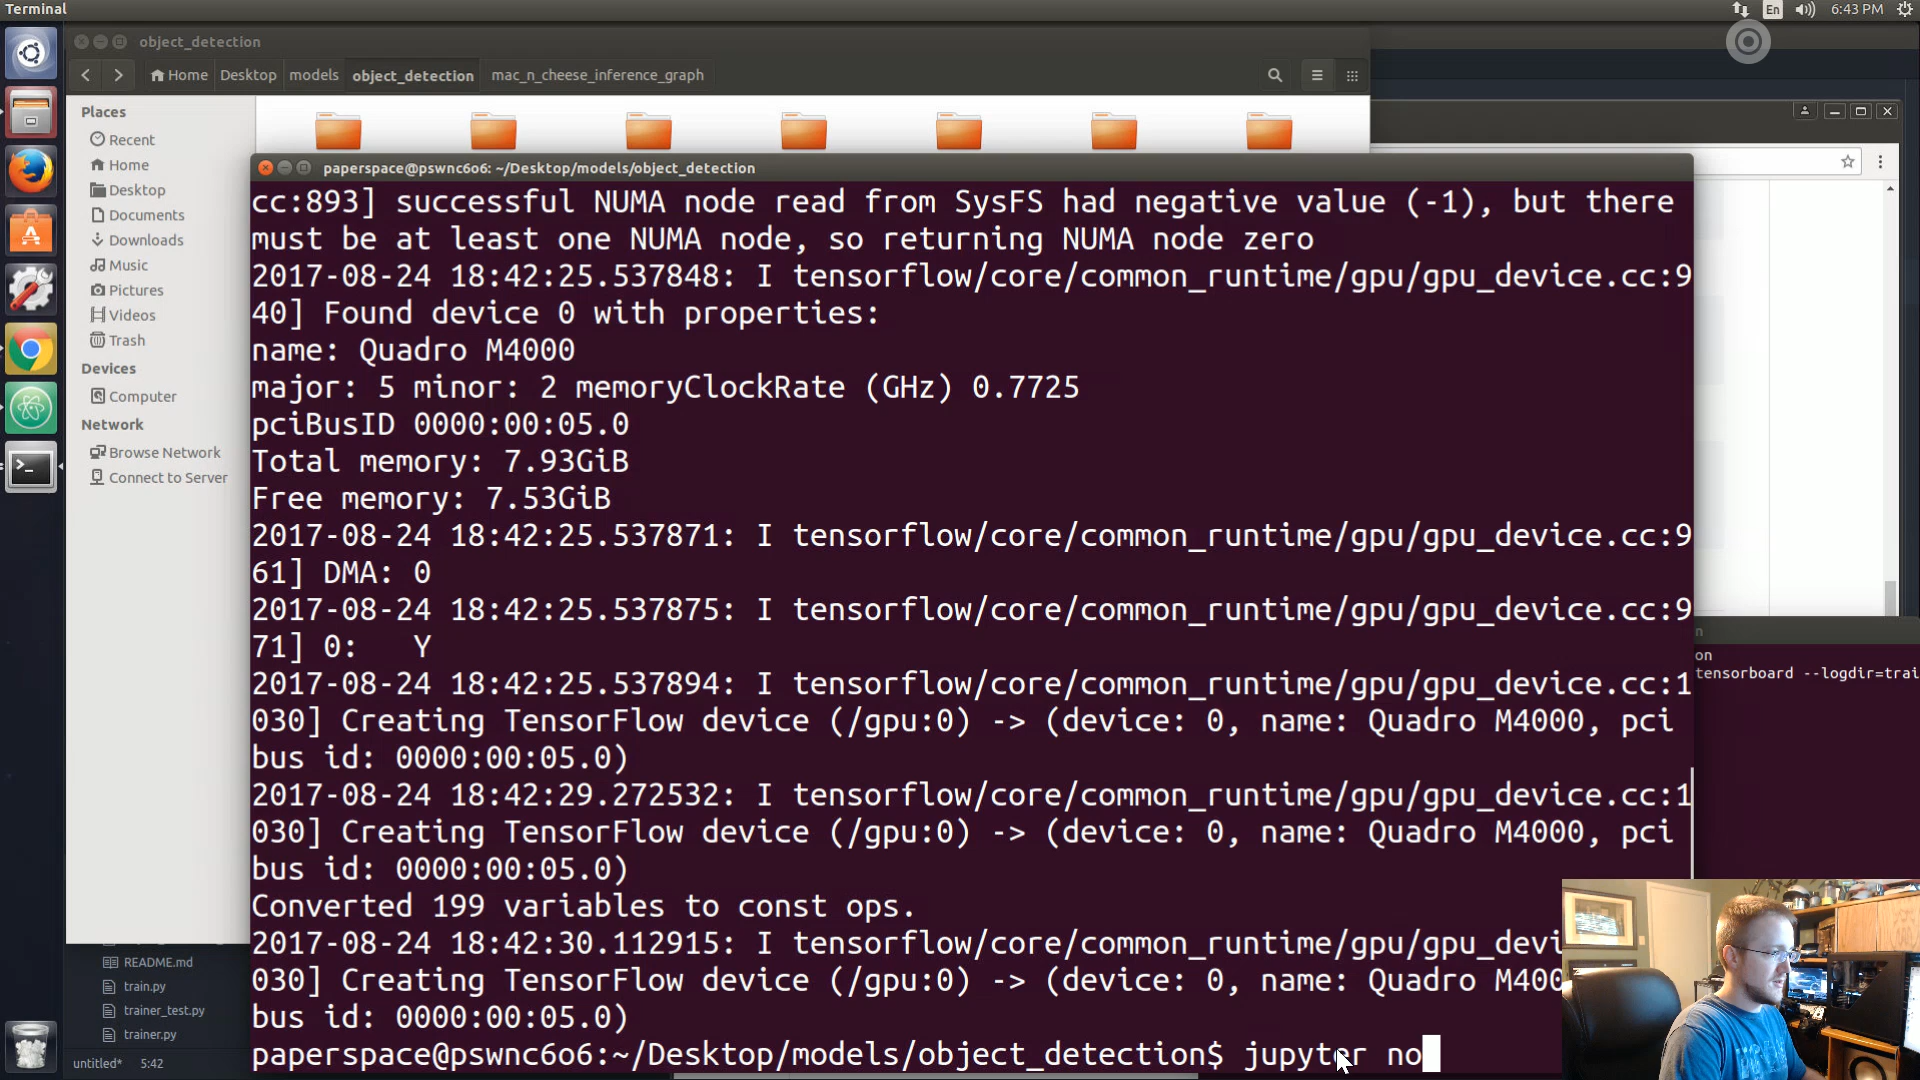 Terminal
En
6:43 PM
object_detection
Home
Desktop
models
object_detection
mac_n_cheese_inference_graph
Places
Recent
Home
Desktop
Documents
Downloads
Music
Pictures
Videos
Trash
Devices
Computer
Network
Browse Network
Connect to Server
paperspace@pswnc6o6: ~/Desktop/models/object_detection
cc:893] successful NUMA node read from SysFS had negative value (-1), but there
must be at least one NUMA node, so returning NUMA node zero
2017-08-24 18:42:25.537848: I tensorflow/core/common_runtime/gpu/gpu_device.cc:9
40] Found device 0 with properties:
name: Quadro M4000
major: 5 minor: 2 memoryClockRate (GHz) 0.7725
pciBusID 0000:00:05.0
Total memory: 7.93GiB
Free memory: 7.53GiB
2017-08-24 18:42:25.537871: I tensorflow/core/common_runtime/gpu/gpu_device.cc:9
61] DMA: 0
2017-08-24 18:42:25.537875: I tensorflow/core/common_runtime/gpu/gpu_device.cc:9
71] 0:   Y
2017-08-24 18:42:25.537894: I tensorflow/core/common_runtime/gpu/gpu_device.cc:1
030] Creating TensorFlow device (/gpu:0) -> (device: 0, name: Quadro M4000, pci
bus id: 0000:00:05.0)
2017-08-24 18:42:29.272532: I tensorflow/core/common_runtime/gpu/gpu_device.cc:1
030] Creating TensorFlow device (/gpu:0) -> (device: 0, name: Quadro M4000, pci
bus id: 0000:00:05.0)
Converted 199 variables to const ops.
2017-08-24 18:42:30.112915: I tensorflow/core/common_runtime/gpu/gpu_devi
030] Creating TensorFlow device (/gpu:0) -> (device: 0, name: Quadro M400
bus id: 0000:00:05.0)
paperspace@pswnc6o6:~/Desktop/models/object_detection$ jupyter no
n
on
tensorboard --logdir=trai
README.md
train.py
trainer_test.py
trainer.py
untitled*
5:42